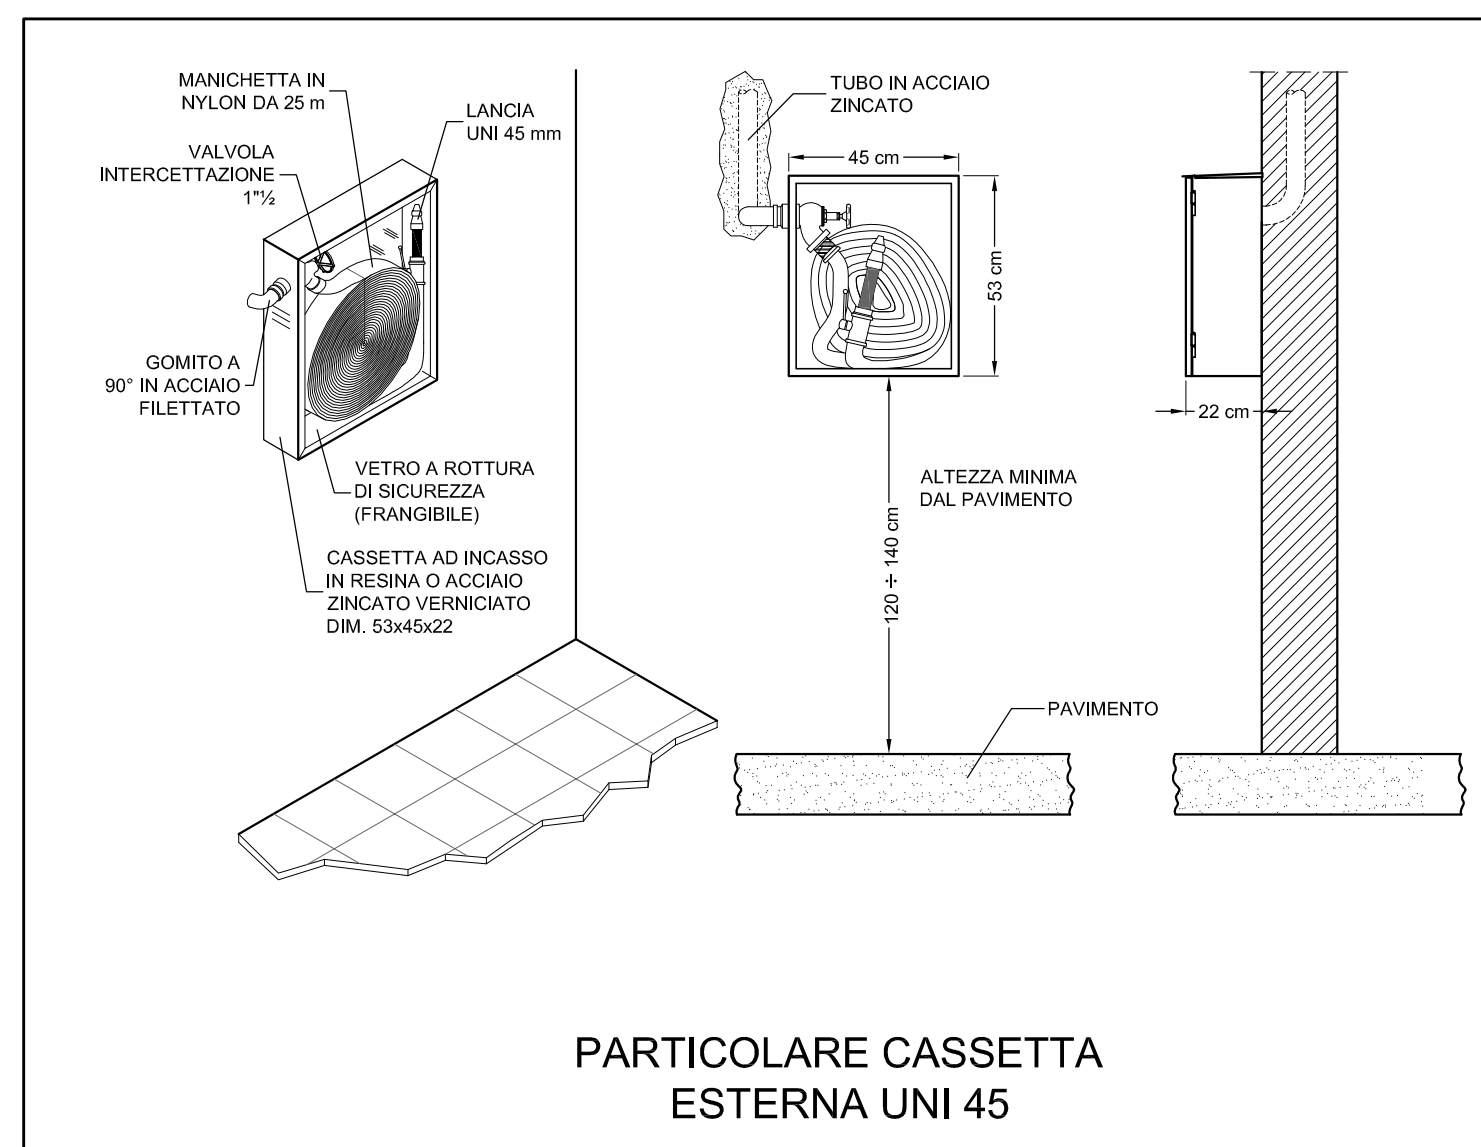 MANICHETTA IN
NYLON DA 25 m
LANCIA
UNI 45 mm
VALVOLA
INTERCETTAZIONE
1"½
GOMITO A
90° IN ACCIAIO
FILETTATO
VETRO A ROTTURA
DI SICUREZZA
(FRANGIBILE)
CASSETTA AD INCASSO
IN RESINA O ACCIAIO
ZINCATO VERNICIATO
DIM. 53x45x22
TUBO IN ACCIAIO
ZINCATO
45 cm
53 cm
22 cm
ALTEZZA MINIMA
DAL PAVIMENTO
120 ÷ 140 cm
PAVIMENTO
PARTICOLARE CASSETTA
ESTERNA UNI 45